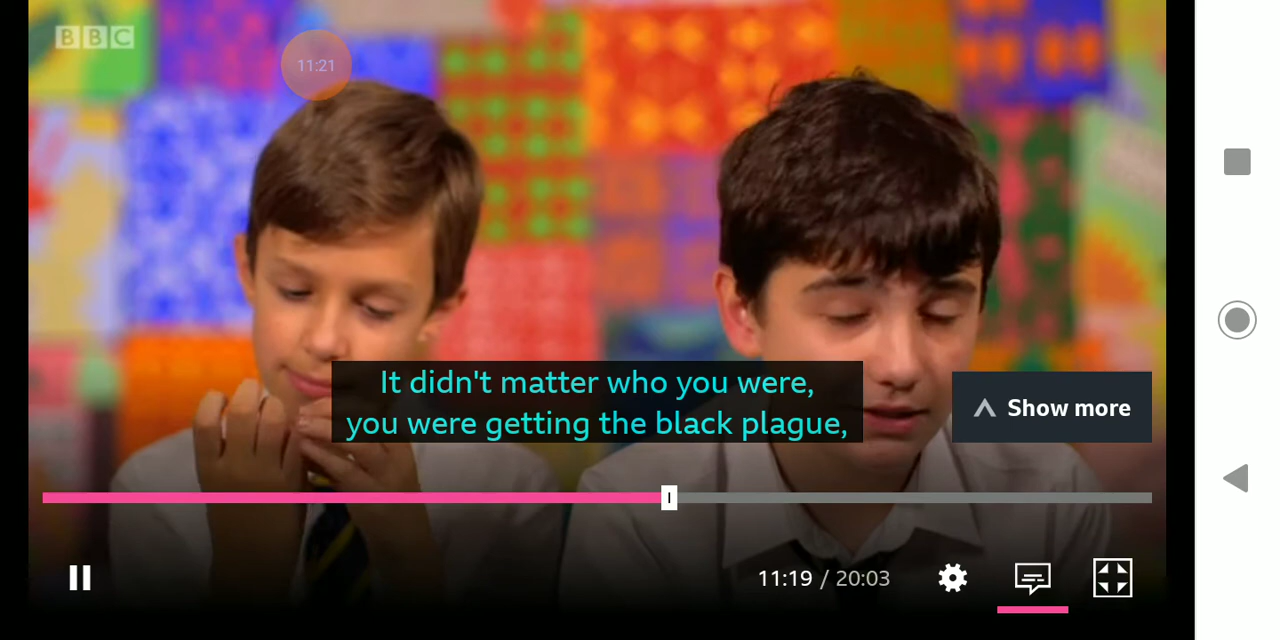 BBC
11:21
It didn't matter who you were,
you were getting the black plague,
Show more
11:19 / 20:03